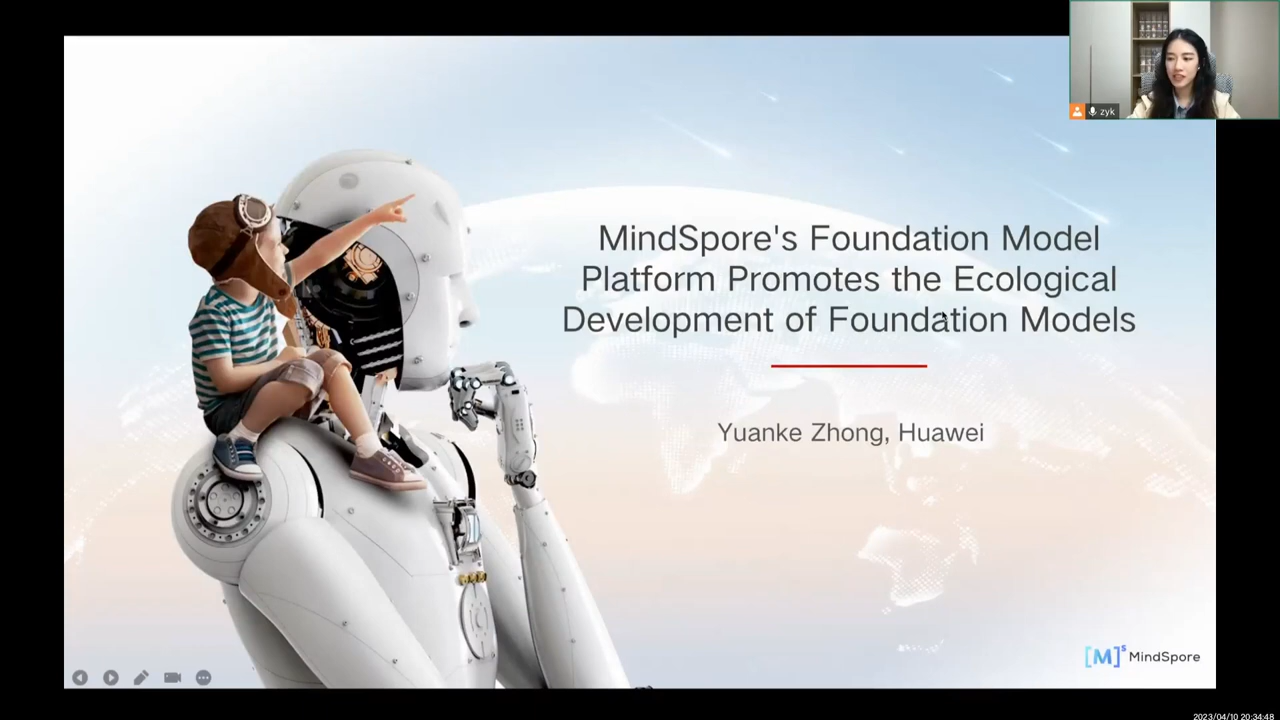 zyk
MindSpore's Foundation Model
Platform Promotes the Ecological
Development of Foundation Models
Yuanke Zhong, Huawei
[M]s MindSpore
2023/04/10 20:34:48